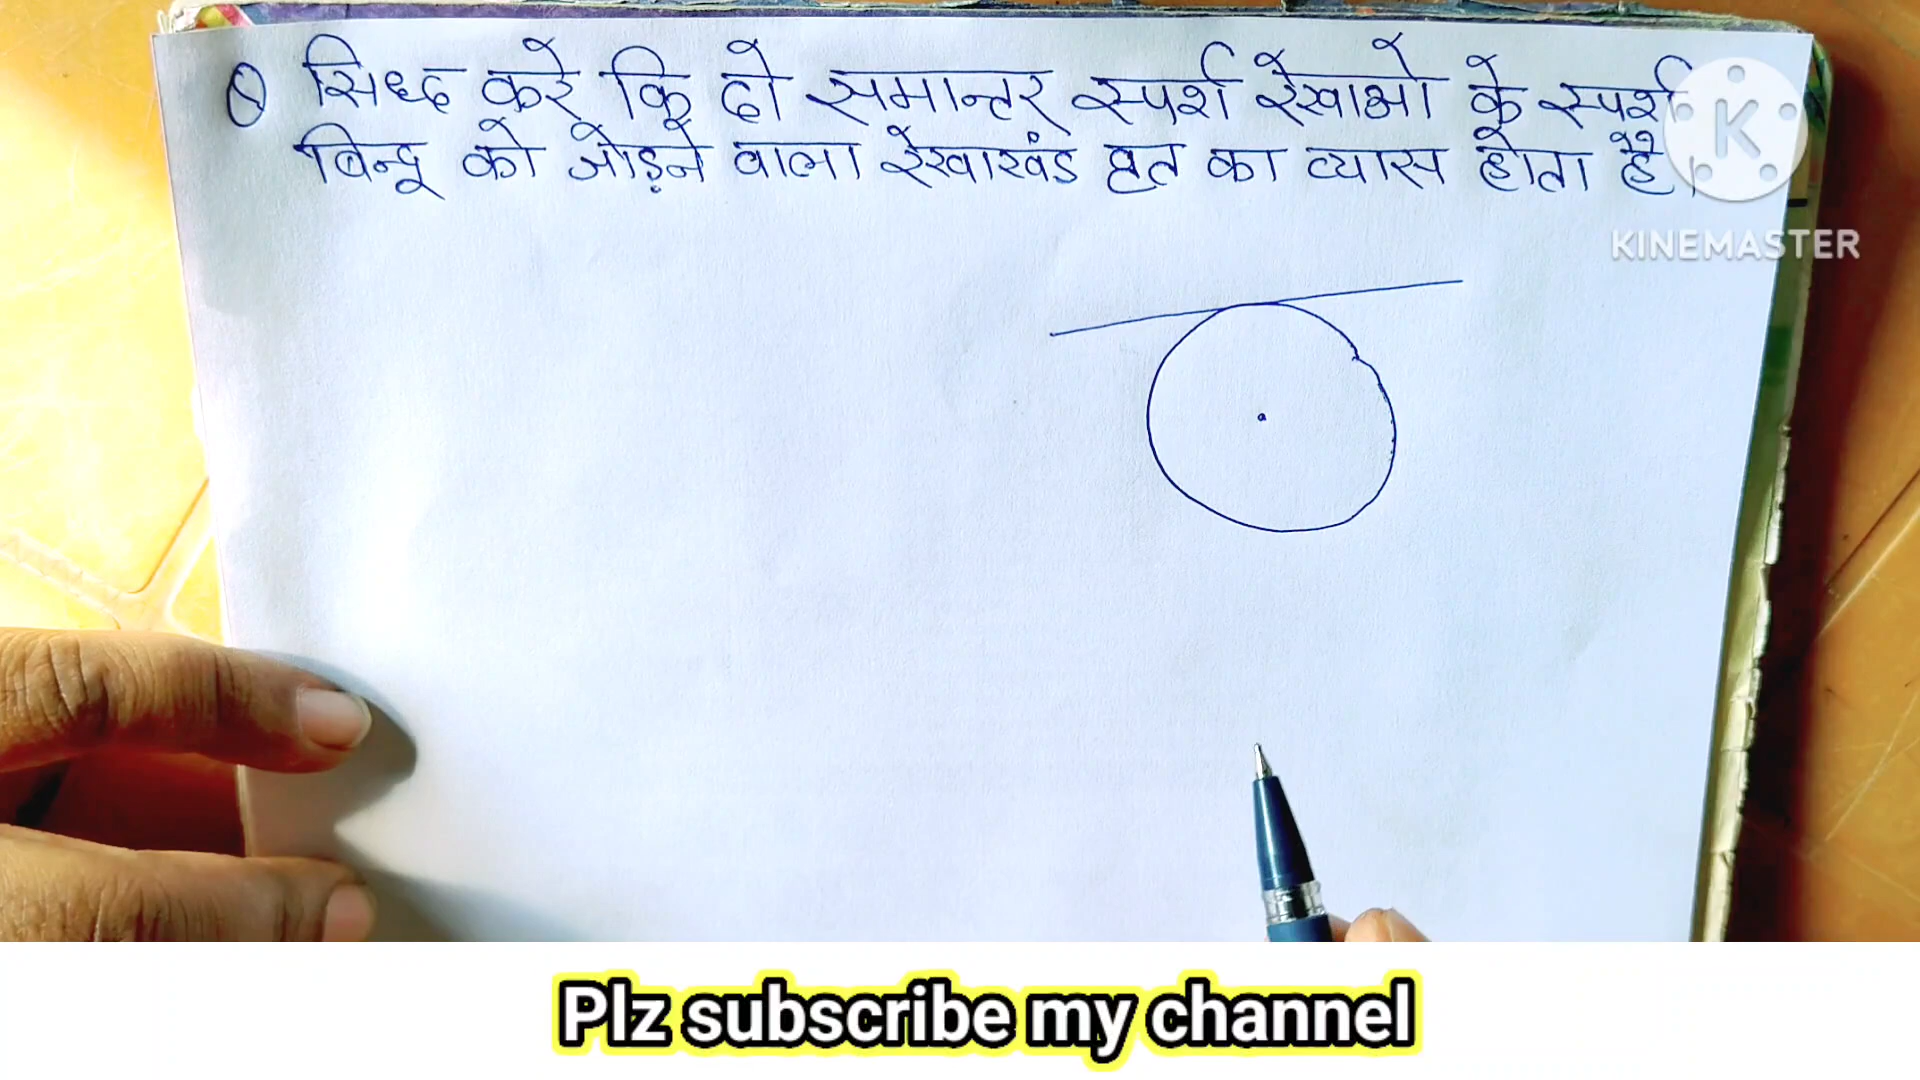 Q सिध्द करे कि दो समान्तर स्पर्श रेखाओ के स्पर्श
बिन्दू को जोड़ने वाला रेखाखंड वृत का व्यास होता है।
K
KINEMASTER
Plz subscribe my channel